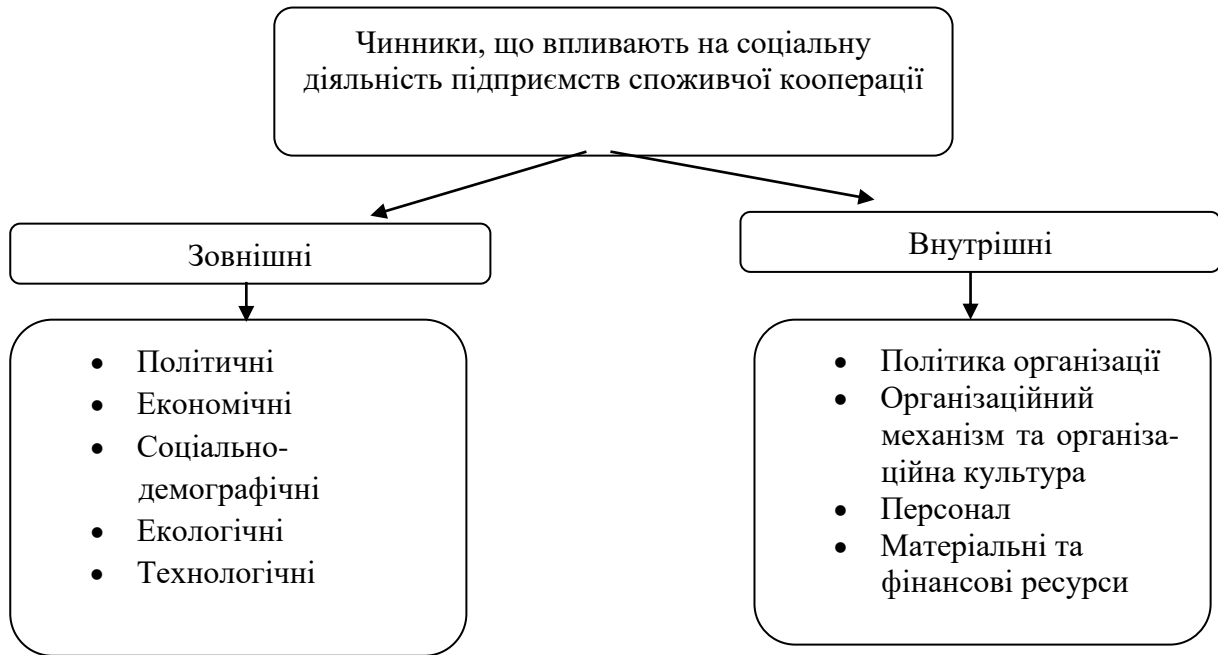 Чинники, що впливають на соціальну
діяльність підприємств споживчої кооперації
Зовнішні
Внутрішні
• Політичні
• Економічні
• Соціально-
демографічні
• Екологічні
• Технологічні
• Політика організації
• Організаційний
механізм та організа-
ційна культура
• Персонал
• Матеріальні та
фінансові ресурси